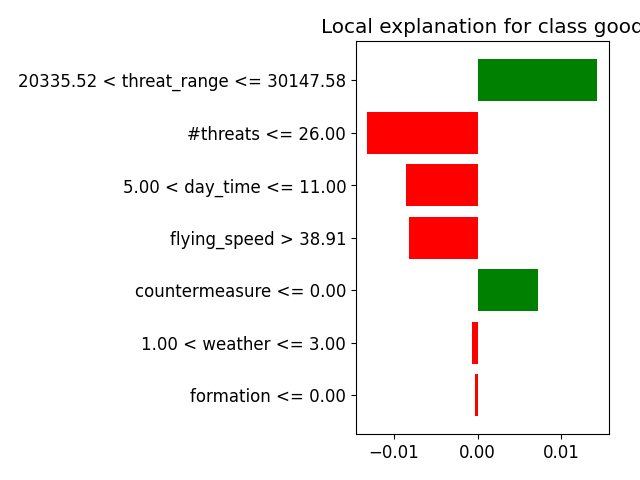 Local explanation for class good
20335.52 < threat_range <= 30147.58
#threats <= 26.00
5.00 < day_time <= 11.00
flying_speed > 38.91
countermeasure <= 0.00
1.00 < weather <= 3.00
formation <= 0.00
−0.01 0.00 0.01